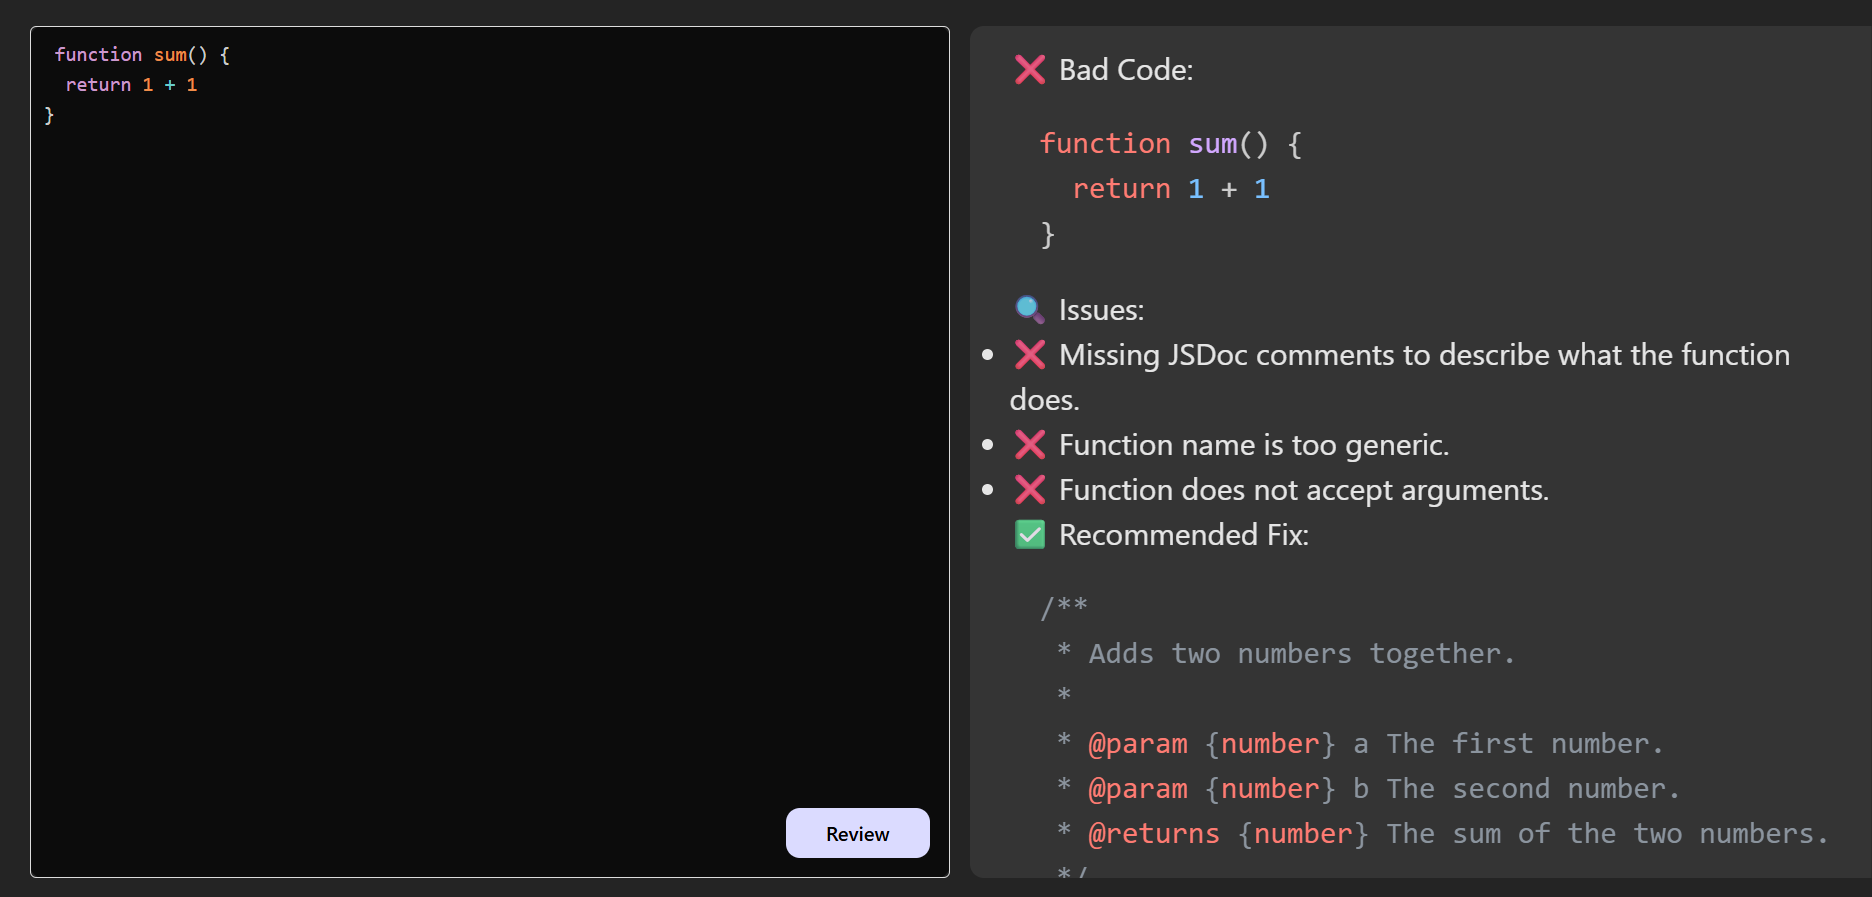 function sum() {
return 1 + 1
}
Review
❌ Bad Code:
function sum() {
return 1 + 1
}
🔍 Issues:
• ❌ Missing JSDoc comments to describe what the function
does.
• ❌ Function name is too generic.
• ❌ Function does not accept arguments.
✅ Recommended Fix:
/**
* Adds two numbers together.
*
* @param {number} a The first number.
* @param {number} b The second number.
* @returns {number} The sum of the two numbers.
*/